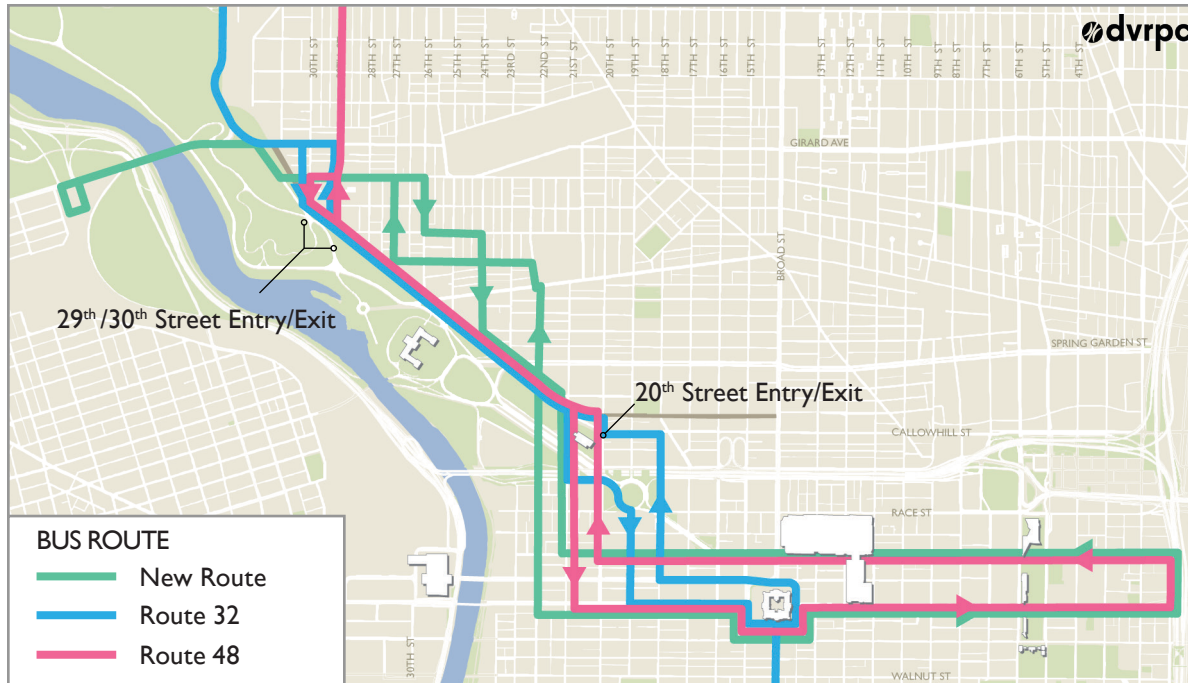 dvrpc
30TH ST
28TH ST
27TH ST
26TH ST
25TH ST
24TH ST
23RD ST
22ND ST
21ST ST
20TH ST
19TH ST
18TH ST
17TH ST
16TH ST
15TH ST
13TH ST
12TH ST
11TH ST
10TH ST
9TH ST
8TH ST
7TH ST
6TH ST
5TH ST
4TH ST
GIRARD AVE
BROAD ST
29th/30th Street Entry/Exit
SPRING GARDEN ST
20th Street Entry/Exit
CALLOWHILL ST
RACE ST
BUS ROUTE
New Route
Route 32
Route 48
30TH ST
WALNUT ST